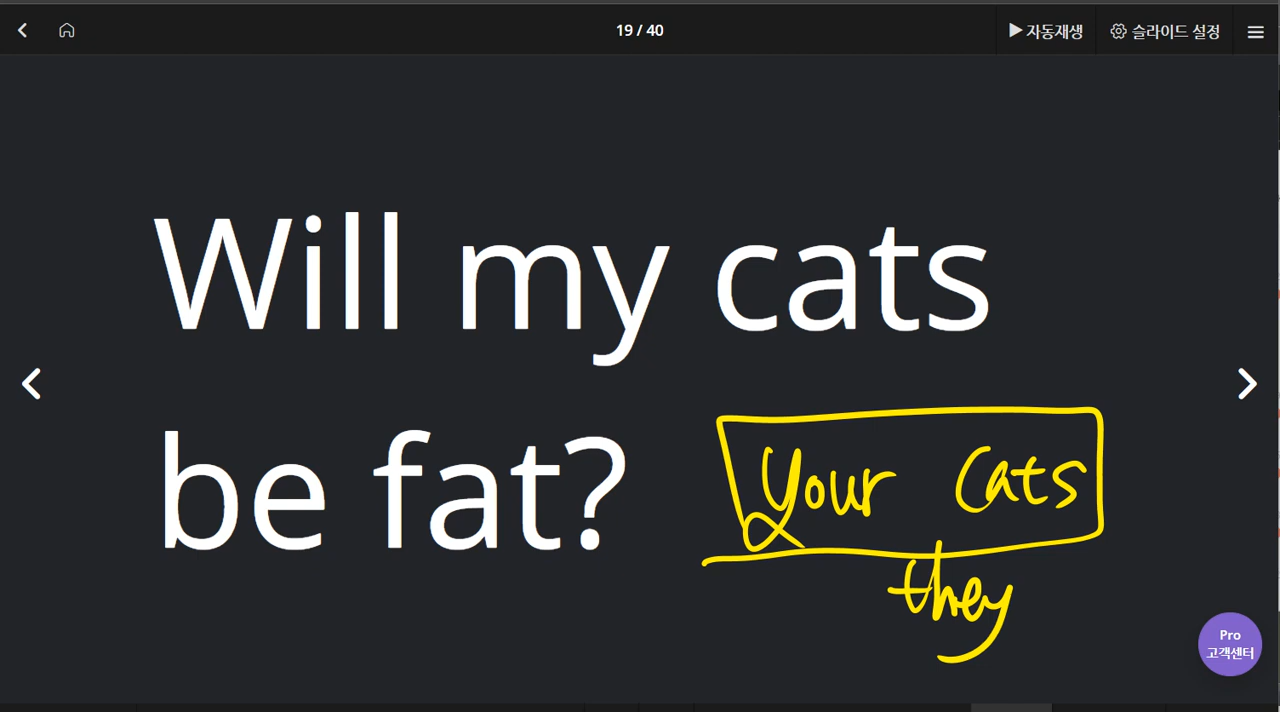 19 / 40
▶ 자동재생
슬라이드 설정
Will my cats
be fat?
Your Cats
they
Pro
고객센터